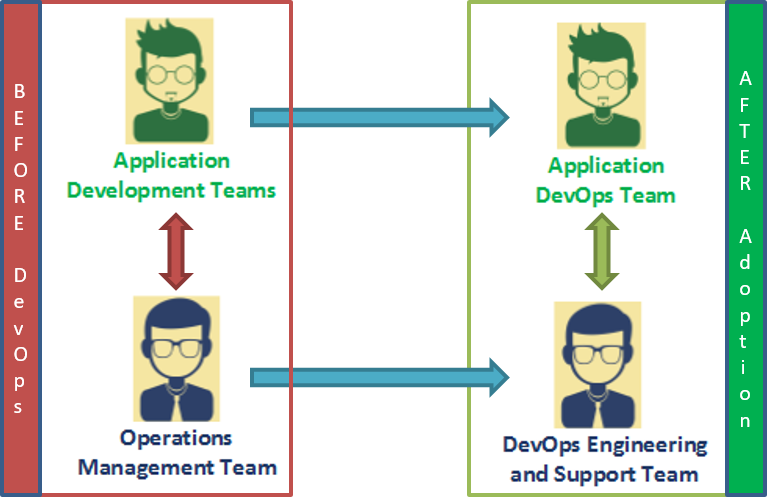 BEFORE DevOps
Application
Development Teams
Operations
Management Team
Application
DevOps Team
DevOps Engineering
and Support Team
AFTER Adoption